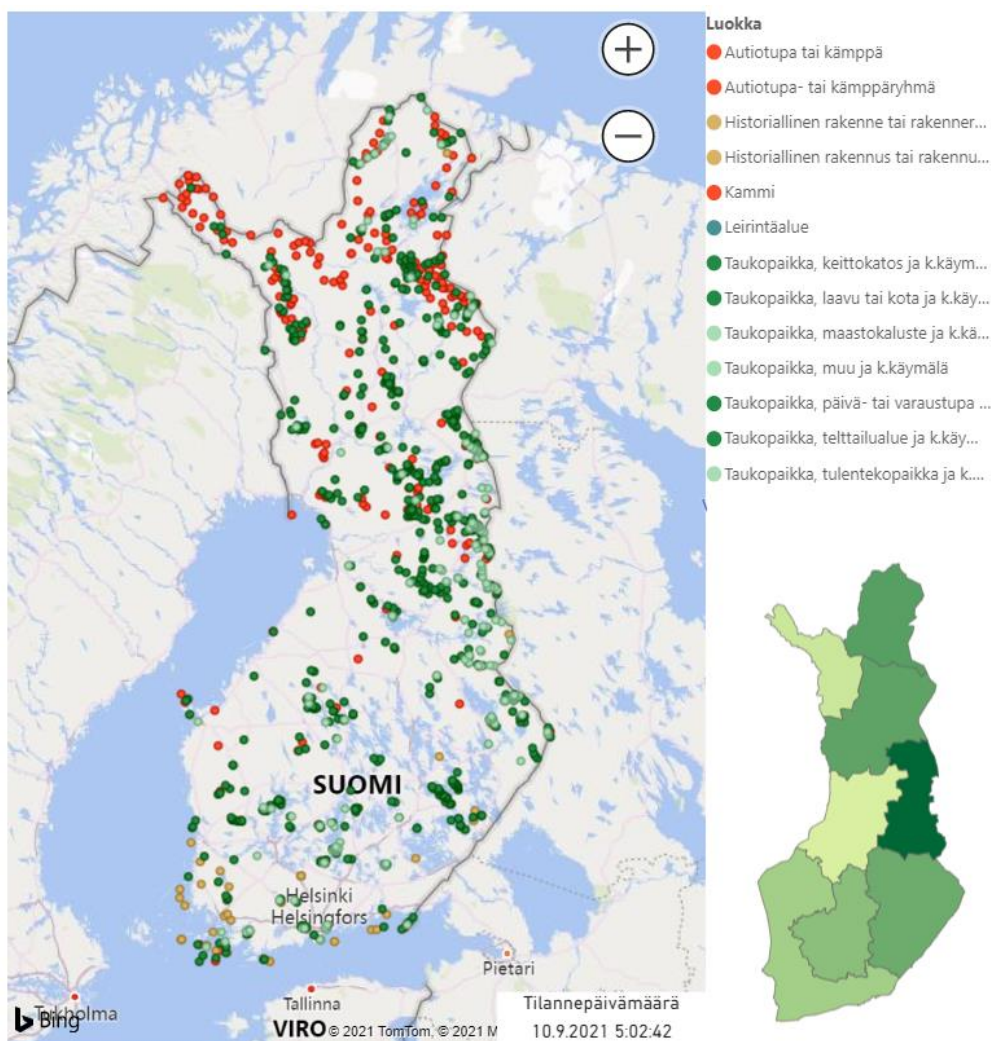 Luokka
Autiotupa tai kämppä
Autiotupa- tai kämppäryhmä
Historiallinen rakenne tai rakenner...
Historiallinen rakennus tai rakennu...
Kammi
Leirintäalue
Taukopaikka, keittokatos ja k.käym...
Taukopaikka, laavu tai kota ja k.käy...
Taukopaikka, maastokaluste ja k.kä...
Taukopaikka, muu ja k.käymälä
Taukopaikka, päivä- tai varaustupa ...
Taukopaikka, telttailualue ja k.käy...
Taukopaikka, tulentekopaikka ja k....
SUOMI
Helsinki
Helsingfors
Pietari
Tallinna
Tukholma
Bing
VIRO © 2021 TomTom, © 2021 M
Tilannepäivämäärä
10.9.2021 5:02:42